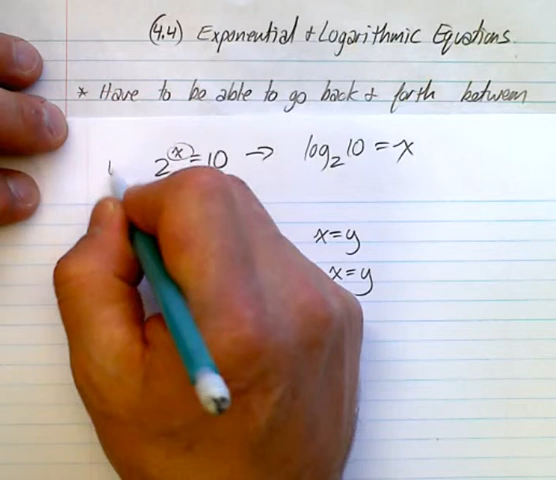 (4.4) Exponential + Logarithmic Equations.
* Have to be able to go back + forth between
2^x = 10 → log₂10 = x
x = y
x = y